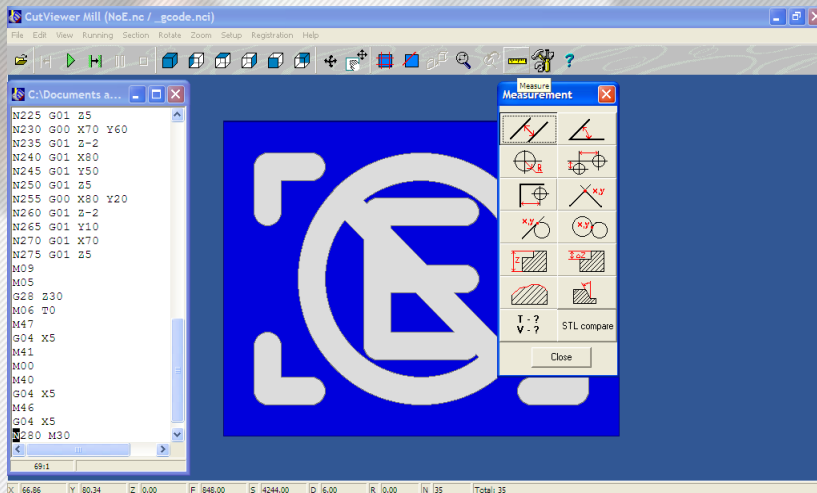 CutViewer Mill (NoE.nc / _gcode.nci)
File Edit View Running Section Rotate Zoom Setup Registration Help
?
Measure
C:\Documents a...
Measurement
N225 G01 Z5
N230 G00 X70 Y60
N235 G01 Z-2
N240 G01 X80
N245 G01 Y50
N250 G01 Z5
N255 G00 X80 Y20
N260 G01 Z-2
N265 G01 Y10
N270 G01 X70
N275 G01 Z5
M09
M05
G28 Z30
M06 T0
M47
G04 X5
M41
M00
M40
G04 X5
M46
G04 X5
N280 M30
69:1
R
x,y
x,y
x,y
Z
ΔZ
T - ?
V - ?
STL compare
Close
X 66.86 Y 80.34 Z 0.00 F 848.00 S 4244.00 D 6.00 R 0.00 N 35 Total: 35